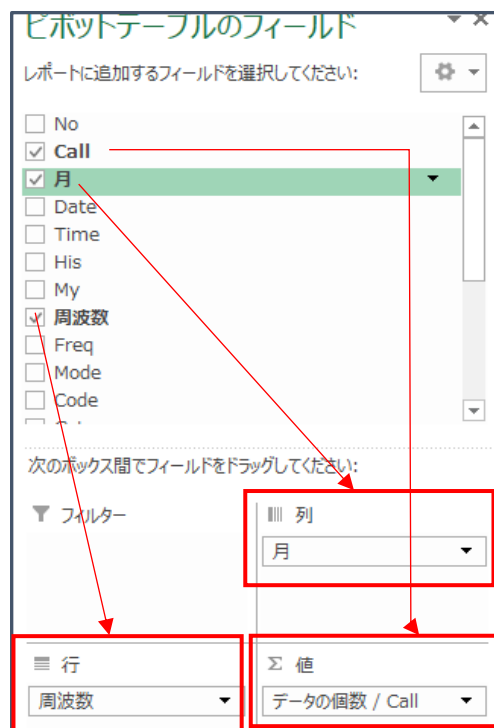 ピボットテーブルのフィールド
レポートに追加するフィールドを選択してください:
No
Call
月
Date
Time
His
My
周波数
Freq
Mode
Code
次のボックス間でフィールドをドラッグしてください:
フィルター
列
月
行
周波数
Σ 値
データの個数 / Call